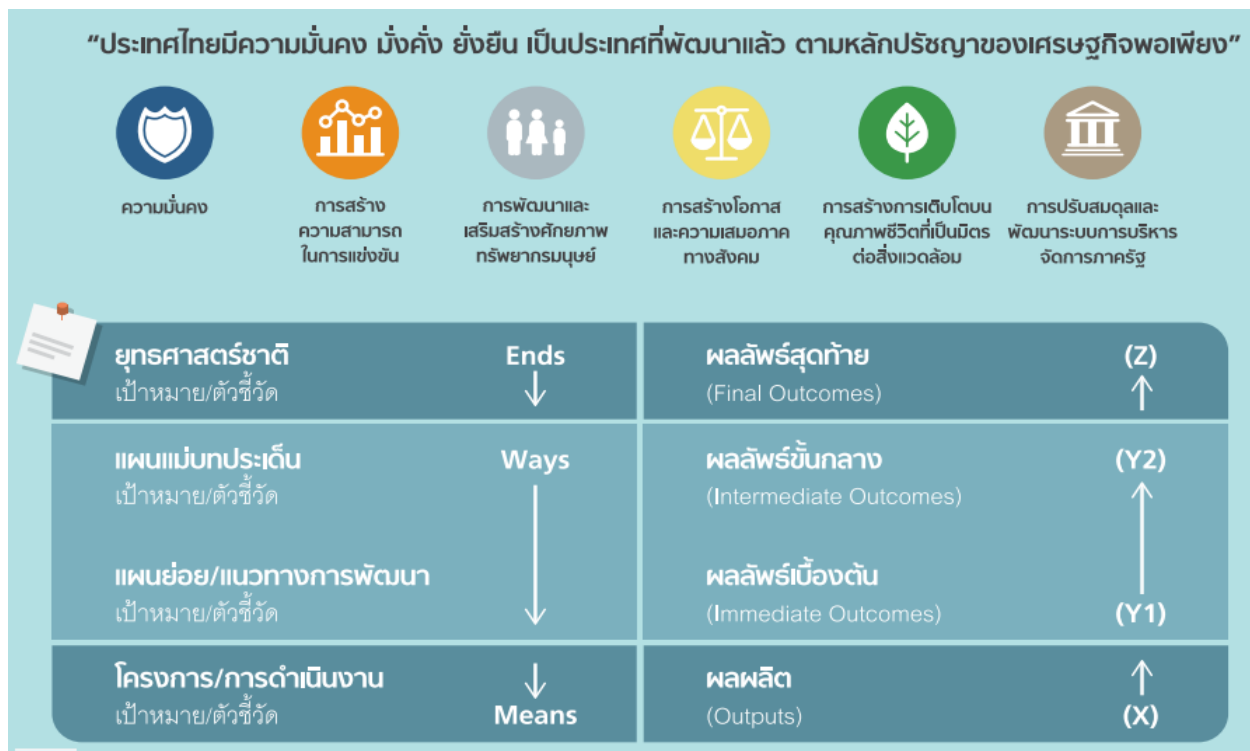 “ประเทศไทยมีความมั่นคง มั่งคั่ง ยั่งยืน เป็นประเทศที่พัฒนาแล้ว ตามหลักปรัชญาของเศรษฐกิจพอเพียง”
ความมั่นคง
การสร้าง
ความสามารถ
ในการแข่งขัน
การพัฒนาและ
เสริมสร้างศักยภาพ
ทรัพยากรมนุษย์
การสร้างโอกาส
และความเสมอภาค
ทางสังคม
การสร้างการเติบโตบน
คุณภาพชีวิตที่เป็นมิตร
ต่อสิ่งแวดล้อม
การปรับสมดุลและ
พัฒนาระบบการบริหาร
จัดการภาครัฐ
ยุทธศาสตร์ชาติ Ends
เป้าหมาย/ตัวชี้วัด
ผลลัพธ์สุดท้าย (Z)
(Final Outcomes)
แผนแม่บทประเด็น Ways
เป้าหมาย/ตัวชี้วัด
ผลลัพธ์ขั้นกลาง (Y2)
(Intermediate Outcomes)
แผนย่อย/แนวทางการพัฒนา
เป้าหมาย/ตัวชี้วัด
ผลลัพธ์เบื้องต้น
(Immediate Outcomes) (Y1)
โครงการ/การดำเนินงาน
เป้าหมาย/ตัวชี้วัด Means
ผลผลิต
(Outputs) (X)